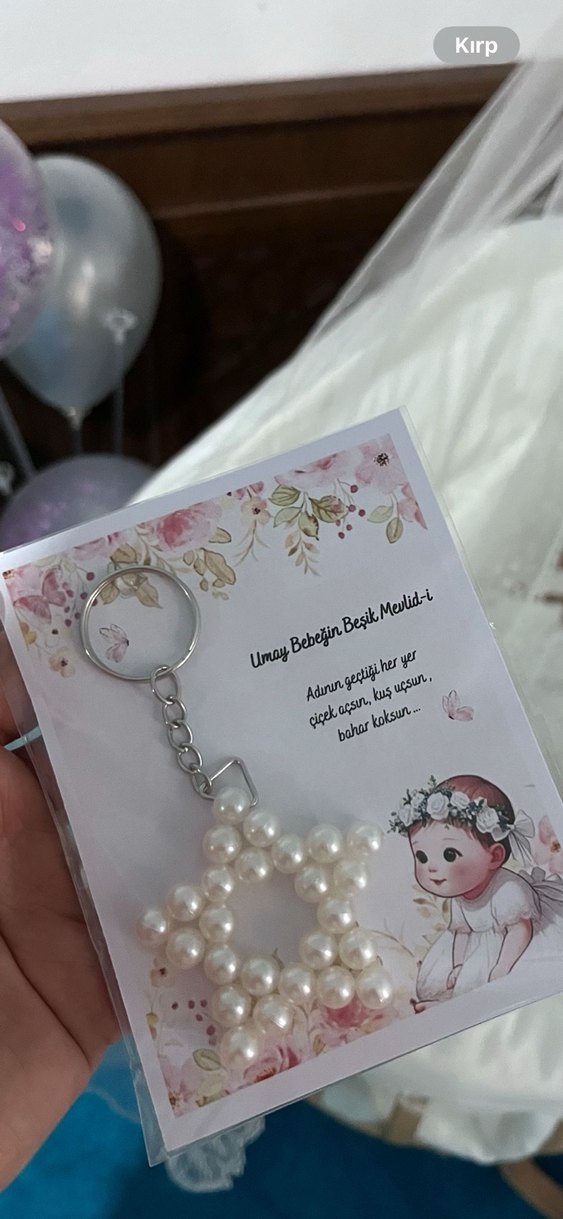 Kırp
Umay Bebeğin Beşik Mevlid-i
Adının geçtiği her yer
çiçek açsın, kuş uçsun,
bahar koksun ...